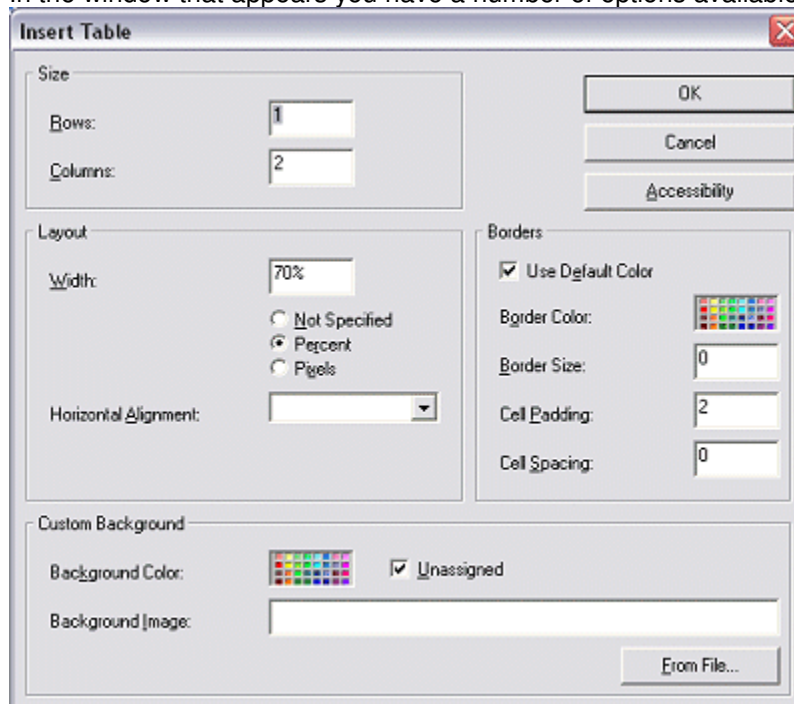 In the window that appears you have a number of options available
Insert Table
Size
Rows:
1
Columns:
2
OK
Cancel
Accessibility
Layout
Width:
70%
Not Specified
Percent
Pixels
Horizontal Alignment:
Borders
Use Default Color
Border Color:
Border Size:
0
Cell Padding:
2
Cell Spacing:
0
Custom Background
Background Color:
Unassigned
Background Image:
From File...